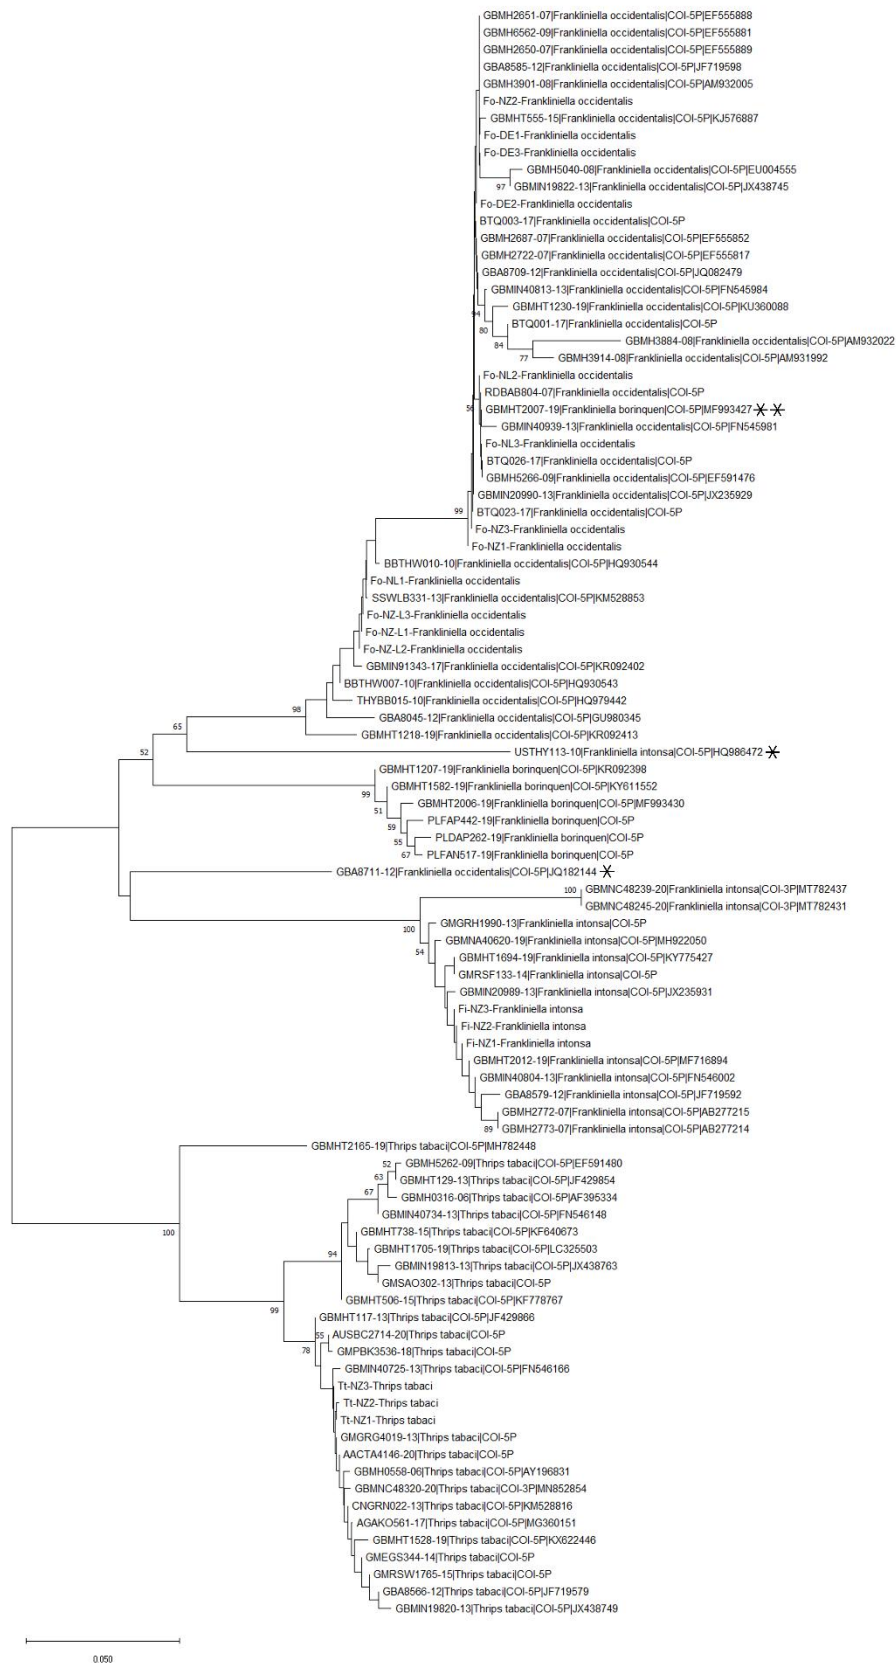 GBMH2651-07|Frankliniella occidentalis|COI-5P|EF555888
GBMH6562-09|Frankliniella occidentalis|COI-5P|EF555881
GBMH2650-07|Frankliniella occidentalis|COI-5P|EF555889
GBA8585-12|Frankliniella occidentalis|COI-5P|JF719598
GBMH3901-08|Frankliniella occidentalis|COI-5P|AM932005
Fo-NZ2-Frankliniella occidentalis
GBMHT555-15|Frankliniella occidentalis|COI-5P|KJ576887
Fo-DE1-Frankliniella occidentalis
Fo-DE3-Frankliniella occidentalis
GBMH5040-08|Frankliniella occidentalis|COI-5P|EU004555
97 GBMIN19822-13|Frankliniella occidentalis|COI-5P|JX438745
Fo-DE2-Frankliniella occidentalis
BTQ003-17|Frankliniella occidentalis|COI-5P
GBMH2687-07|Frankliniella occidentalis|COI-5P|EF555852
GBMH2722-07|Frankliniella occidentalis|COI-5P|EF555817
GBA8709-12|Frankliniella occidentalis|COI-5P|JQ082479
GBMIN40813-13|Frankliniella occidentalis|COI-5P|FN545984
GBMHT1230-19|Frankliniella occidentalis|COI-5P|KU360088
94
80 BTQ001-17|Frankliniella occidentalis|COI-5P
84 GBMH3884-08|Frankliniella occidentalis|COI-5P|AM932022
77 GBMH3914-08|Frankliniella occidentalis|COI-5P|AM931992
Fo-NL2-Frankliniella occidentalis
RDBAB804-07|Frankliniella occidentalis|COI-5P
56 GBMHT2007-19|Frankliniella borinquen|COI-5P|MF993427
GBMIN40939-13|Frankliniella occidentalis|COI-5P|FN545981
Fo-NL3-Frankliniella occidentalis
BTQ026-17|Frankliniella occidentalis|COI-5P
GBMH5266-09|Frankliniella occidentalis|COI-5P|EF591476
GBMIN20990-13|Frankliniella occidentalis|COI-5P|JX235929
99 BTQ023-17|Frankliniella occidentalis|COI-5P
Fo-NZ3-Frankliniella occidentalis
Fo-NZ1-Frankliniella occidentalis
BBTHW010-10|Frankliniella occidentalis|COI-5P|HQ930544
Fo-NL1-Frankliniella occidentalis
SSWLB331-13|Frankliniella occidentalis|COI-5P|KM528853
Fo-NZ-L3-Frankliniella occidentalis
Fo-NZ-L1-Frankliniella occidentalis
Fo-NZ-L2-Frankliniella occidentalis
GBMIN91343-17|Frankliniella occidentalis|COI-5P|KR092402
BBTHW007-10|Frankliniella occidentalis|COI-5P|HQ930543
THYBB015-10|Frankliniella occidentalis|COI-5P|HQ979442
98 GBA8045-12|Frankliniella occidentalis|COI-5P|GU980345
65 GBMHT1218-19|Frankliniella occidentalis|COI-5P|KR092413
52 USTHY113-10|Frankliniella intonsa|COI-5P|HQ986472
GBMHT1207-19|Frankliniella borinquen|COI-5P|KR092398
99 GBMHT1582-19|Frankliniella borinquen|COI-5P|KY611552
51 GBMHT2006-19|Frankliniella borinquen|COI-5P|MF993430
59 PLFAP442-19|Frankliniella borinquen|COI-5P
55 PLDAP262-19|Frankliniella borinquen|COI-5P
67 PLFAN517-19|Frankliniella borinquen|COI-5P
GBA8711-12|Frankliniella occidentalis|COI-5P|JQ182144
100 GBMNC48239-20|Frankliniella intonsa|COI-3P|MT782437
GBMNC48245-20|Frankliniella intonsa|COI-3P|MT782431
100 GMGRH1990-13|Frankliniella intonsa|COI-5P
GBMNA40620-19|Frankliniella intonsa|COI-5P|MH922050
54 GBMHT1694-19|Frankliniella intonsa|COI-5P|KY775427
GMRSF133-14|Frankliniella intonsa|COI-5P
GBMIN20989-13|Frankliniella intonsa|COI-5P|JX235931
Fi-NZ3-Frankliniella intonsa
Fi-NZ2-Frankliniella intonsa
Fi-NZ1-Frankliniella intonsa
GBMHT2012-19|Frankliniella intonsa|COI-5P|MF716894
GBMIN40804-13|Frankliniella intonsa|COI-5P|FN546002
GBA8579-12|Frankliniella intonsa|COI-5P|JF719592
GBMH2772-07|Frankliniella intonsa|COI-5P|AB277215
89 GBMH2773-07|Frankliniella intonsa|COI-5P|AB277214
GBMHT2165-19|Thrips tabaci|COI-5P|MH782448
52 GBMH5262-09|Thrips tabaci|COI-5P|EF591480
63 GBMHT129-13|Thrips tabaci|COI-5P|JF429854
67 GBMH0316-06|Thrips tabaci|COI-5P|AF395334
GBMIN40734-13|Thrips tabaci|COI-5P|FN546148
100 GBMHT738-15|Thrips tabaci|COI-5P|KF640673
94 GBMHT1705-19|Thrips tabaci|COI-5P|LC325503
GBMIN19813-13|Thrips tabaci|COI-5P|JX438763
GMSAO302-13|Thrips tabaci|COI-5P
99 GBMHT506-15|Thrips tabaci|COI-5P|KF778767
GBMHT117-13|Thrips tabaci|COI-5P|JF429866
55 AUSBC2714-20|Thrips tabaci|COI-5P
78 GMPBK3536-18|Thrips tabaci|COI-5P
GBMIN40725-13|Thrips tabaci|COI-5P|FN546166
Tt-NZ3-Thrips tabaci
Tt-NZ2-Thrips tabaci
Tt-NZ1-Thrips tabaci
GMGRG4019-13|Thrips tabaci|COI-5P
AACTA4146-20|Thrips tabaci|COI-5P
GBMH0558-06|Thrips tabaci|COI-5P|AY196831
GBMNC48320-20|Thrips tabaci|COI-3P|MN852854
CNGRN022-13|Thrips tabaci|COI-5P|KM528816
AGAKO561-17|Thrips tabaci|COI-5P|MG360151
GBMHT1528-19|Thrips tabaci|COI-5P|KX622446
GMEGS344-14|Thrips tabaci|COI-5P
GMRSW1765-15|Thrips tabaci|COI-5P
GBA8566-12|Thrips tabaci|COI-5P|JF719579
GBMIN19820-13|Thrips tabaci|COI-5P|JX438749
0.050